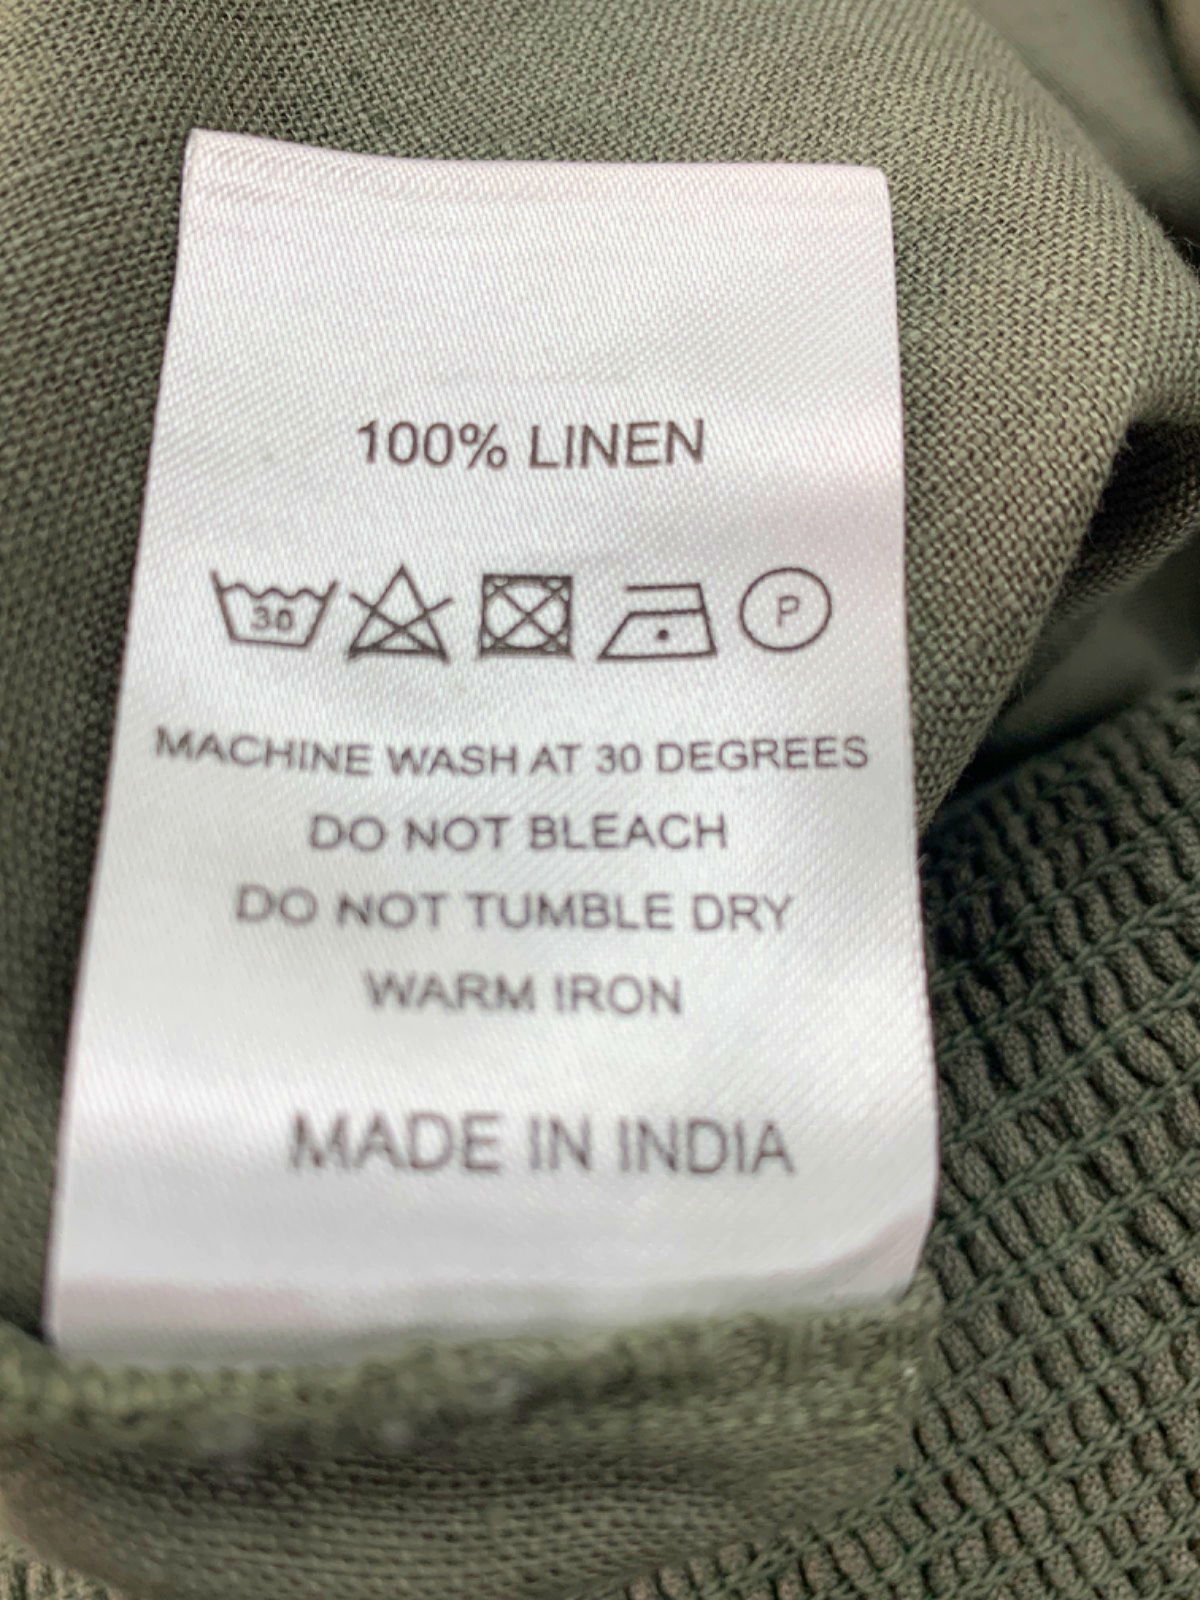 100% LINEN
30 P
MACHINE WASH AT 30 DEGREES
DO NOT BLEACH
DO NOT TUMBLE DRY
WARM IRON
MADE IN INDIA